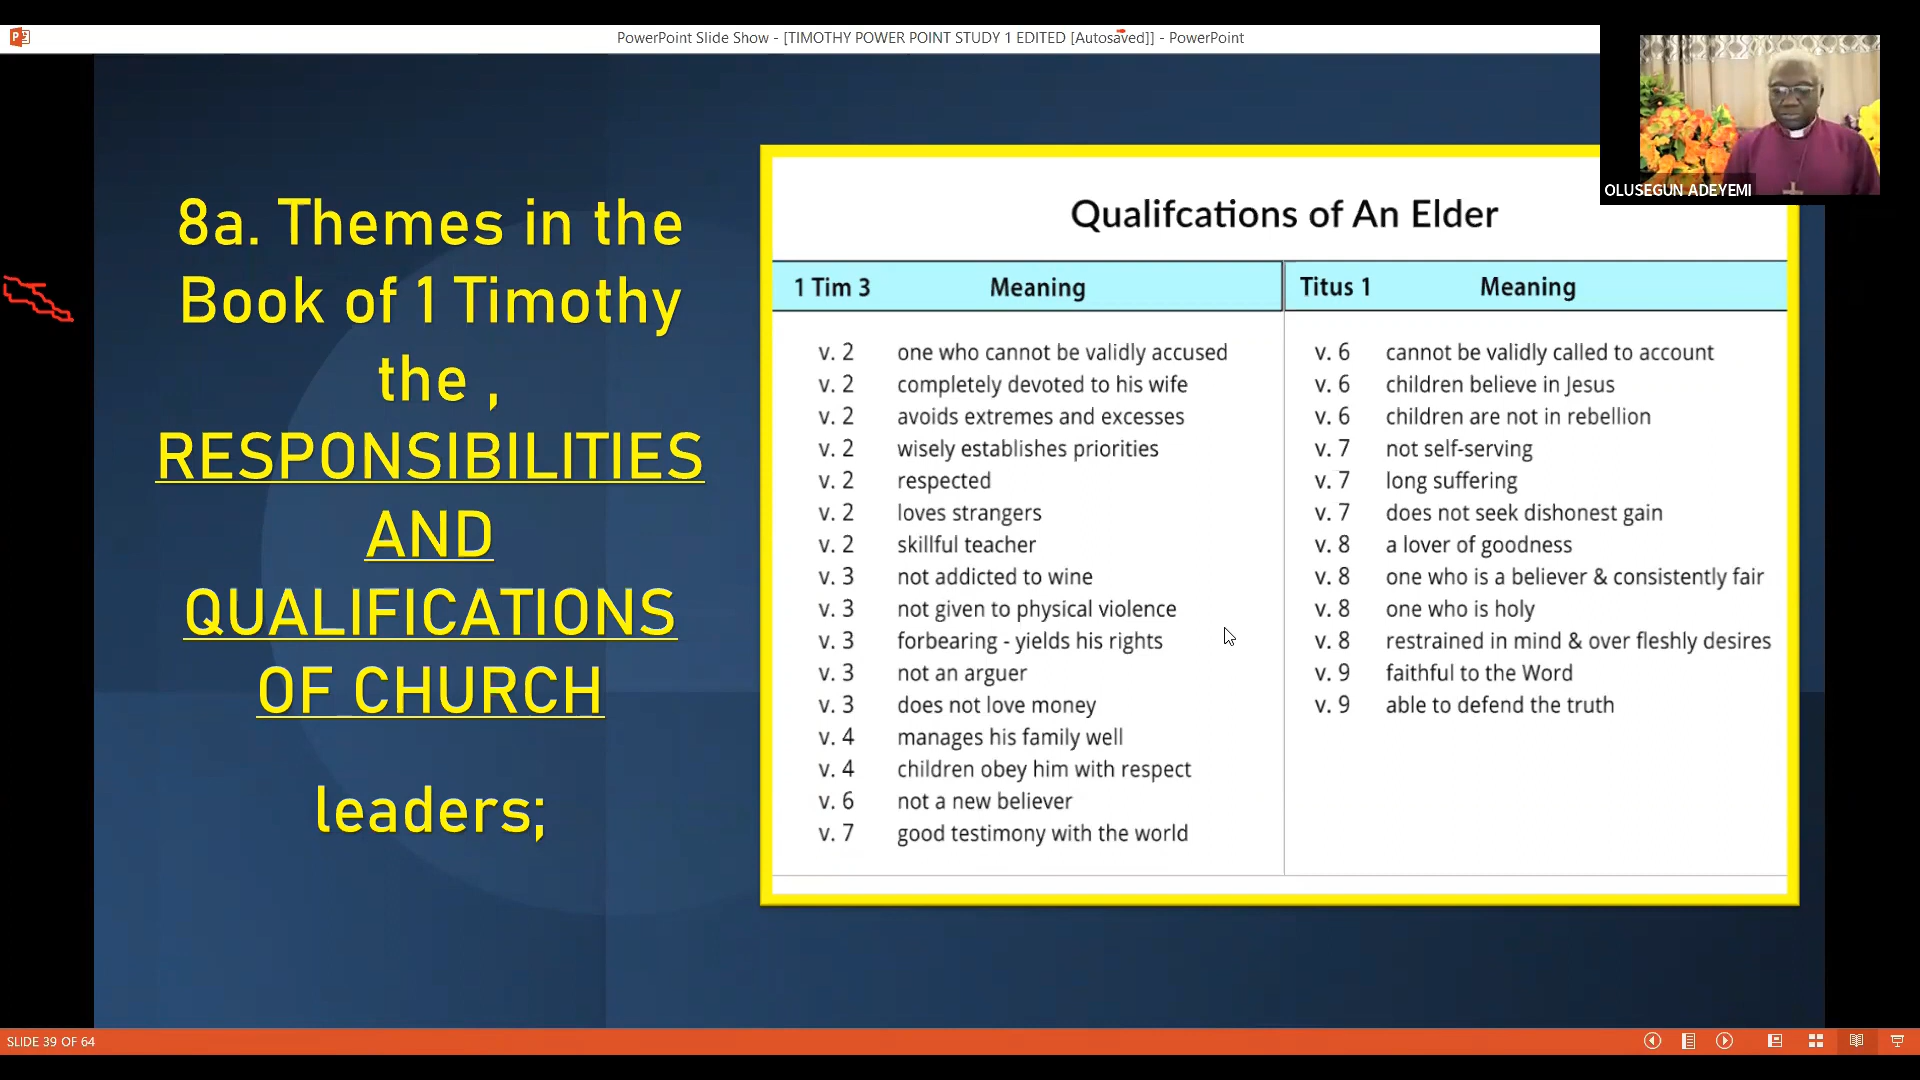 PowerPoint Slide Show - [TIMOTHY POWER POINT STUDY 1 EDITED [Autosaved]] - PowerPoint
OLUSEGUN ADEYEMI
8a. Themes in the
Book of 1 Timothy
the ,
RESPONSIBILITIES
AND
QUALIFICATIONS
OF CHURCH
leaders;
Qualifcations of An Elder
1 Tim 3 Meaning
v. 2 one who cannot be validly accused
v. 2 completely devoted to his wife
v. 2 avoids extremes and excesses
v. 2 wisely establishes priorities
v. 2 respected
v. 2 loves strangers
v. 2 skillful teacher
v. 3 not addicted to wine
v. 3 not given to physical violence
v. 3 forbearing - yields his rights
v. 3 not an arguer
v. 3 does not love money
v. 4 manages his family well
v. 4 children obey him with respect
v. 6 not a new believer
v. 7 good testimony with the world
Titus 1 Meaning
v. 6 cannot be validly called to account
v. 6 children believe in Jesus
v. 6 children are not in rebellion
v. 7 not self-serving
v. 7 long suffering
v. 7 does not seek dishonest gain
v. 8 a lover of goodness
v. 8 one who is a believer & consistently fair
v. 8 one who is holy
v. 8 restrained in mind & over fleshly desires
v. 9 faithful to the Word
v. 9 able to defend the truth
SLIDE 39 OF 64